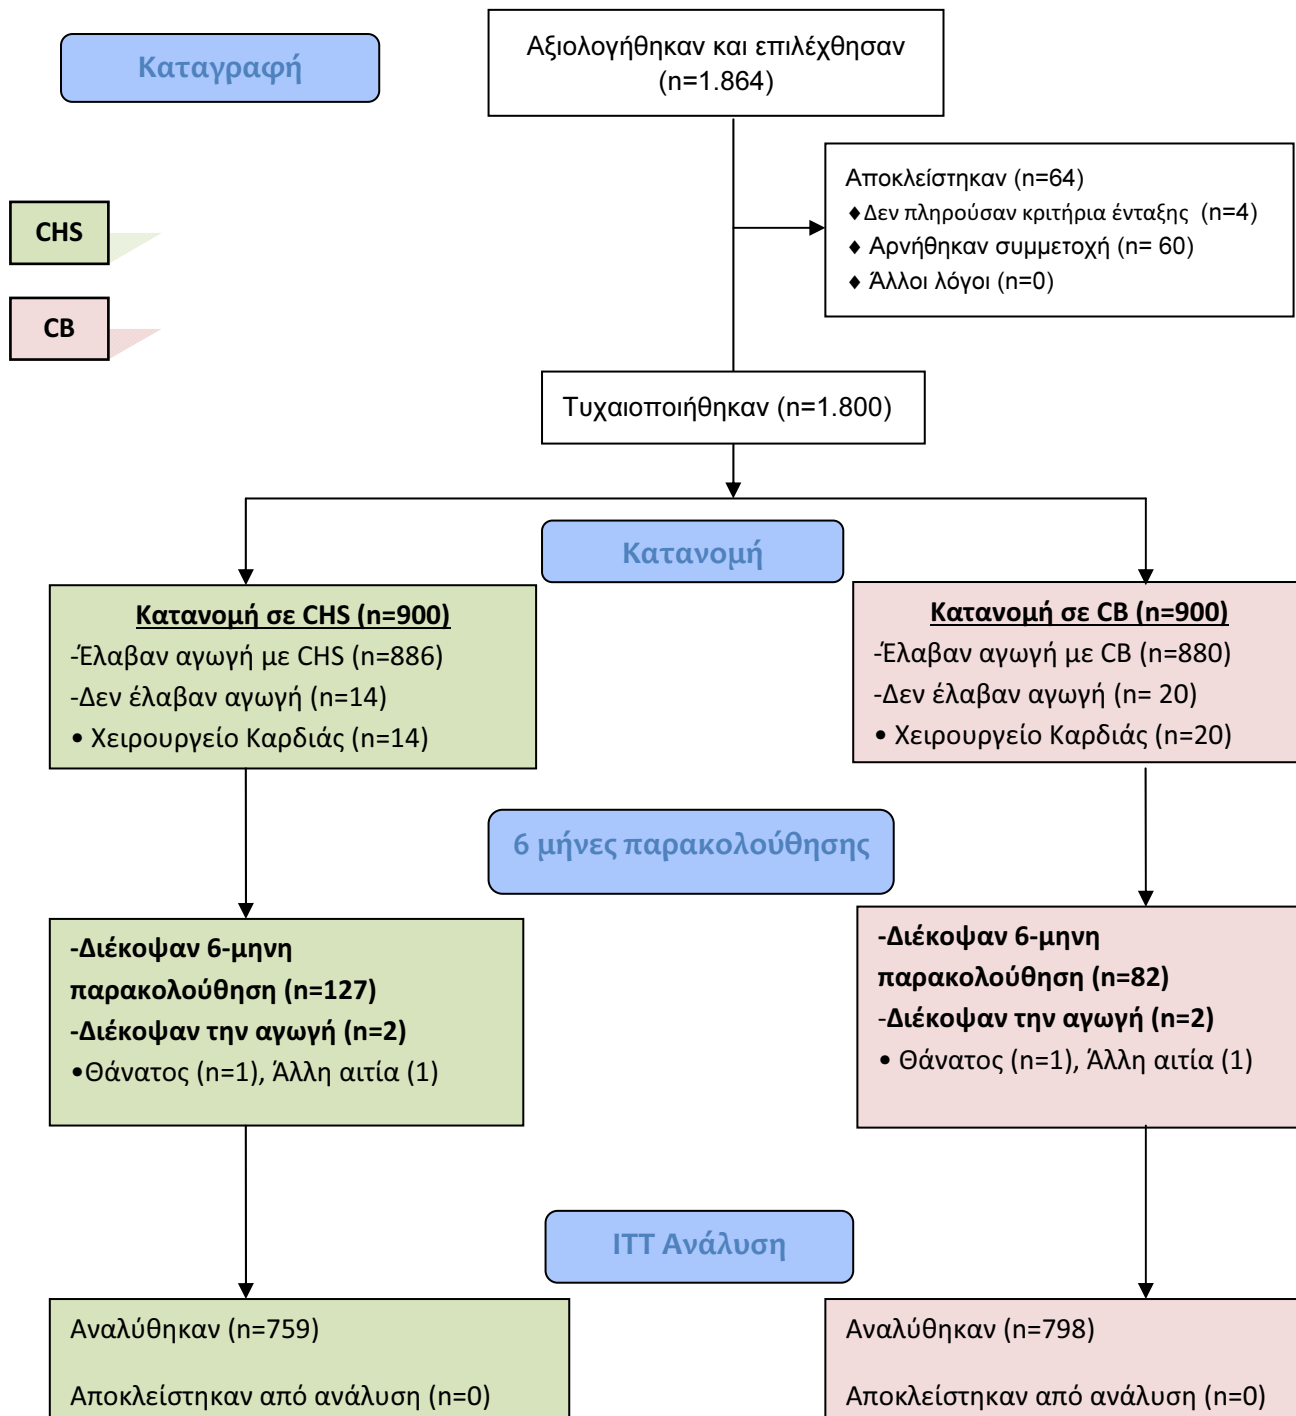 Καταγραφή
Αξιολογήθηκαν και επιλέχθησαν
(n=1.864)
Αποκλείστηκαν (n=64)
♦Δεν πληρούσαν κριτήρια ένταξης (n=4)
♦ Αρνήθηκαν συμμετοχή (n= 60)
♦ Άλλοι λόγοι (n=0)
CHS
CB
Τυχαιοποιήθηκαν (n=1.800)
Κατανομή
Κατανομή σε CHS (n=900)
-Έλαβαν αγωγή με CHS (n=886)
-Δεν έλαβαν αγωγή (n=14)
• Χειρουργείο Καρδιάς (n=14)
Κατανομή σε CB (n=900)
-Έλαβαν αγωγή με CB (n=880)
-Δεν έλαβαν αγωγή (n= 20)
• Χειρουργείο Καρδιάς (n=20)
6 μήνες παρακολούθησης
-Διέκοψαν 6-μηνη
παρακολούθηση (n=127)
-Διέκοψαν την αγωγή (n=2)
•Θάνατος (n=1), Άλλη αιτία (1)
-Διέκοψαν 6-μηνη
παρακολούθηση (n=82)
-Διέκοψαν την αγωγή (n=2)
• Θάνατος (n=1), Άλλη αιτία (1)
ITT Ανάλυση
Αναλύθηκαν (n=759)
Αποκλείστηκαν από ανάλυση (n=0)
Αναλύθηκαν (n=798)
Αποκλείστηκαν από ανάλυση (n=0)